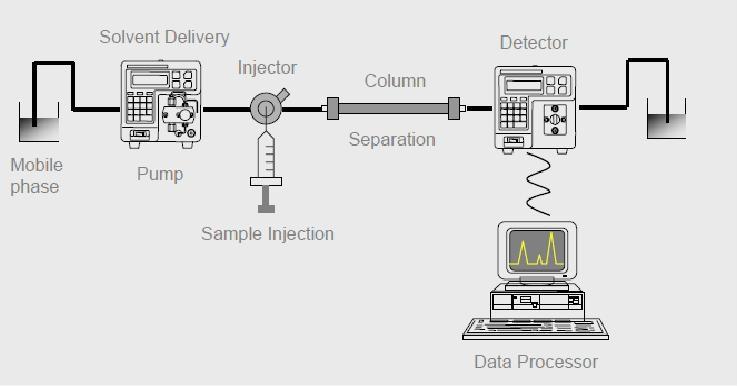 Solvent Delivery
Injector
Column
Detector
Separation
Mobile
phase
Pump
Sample Injection
Data Processor